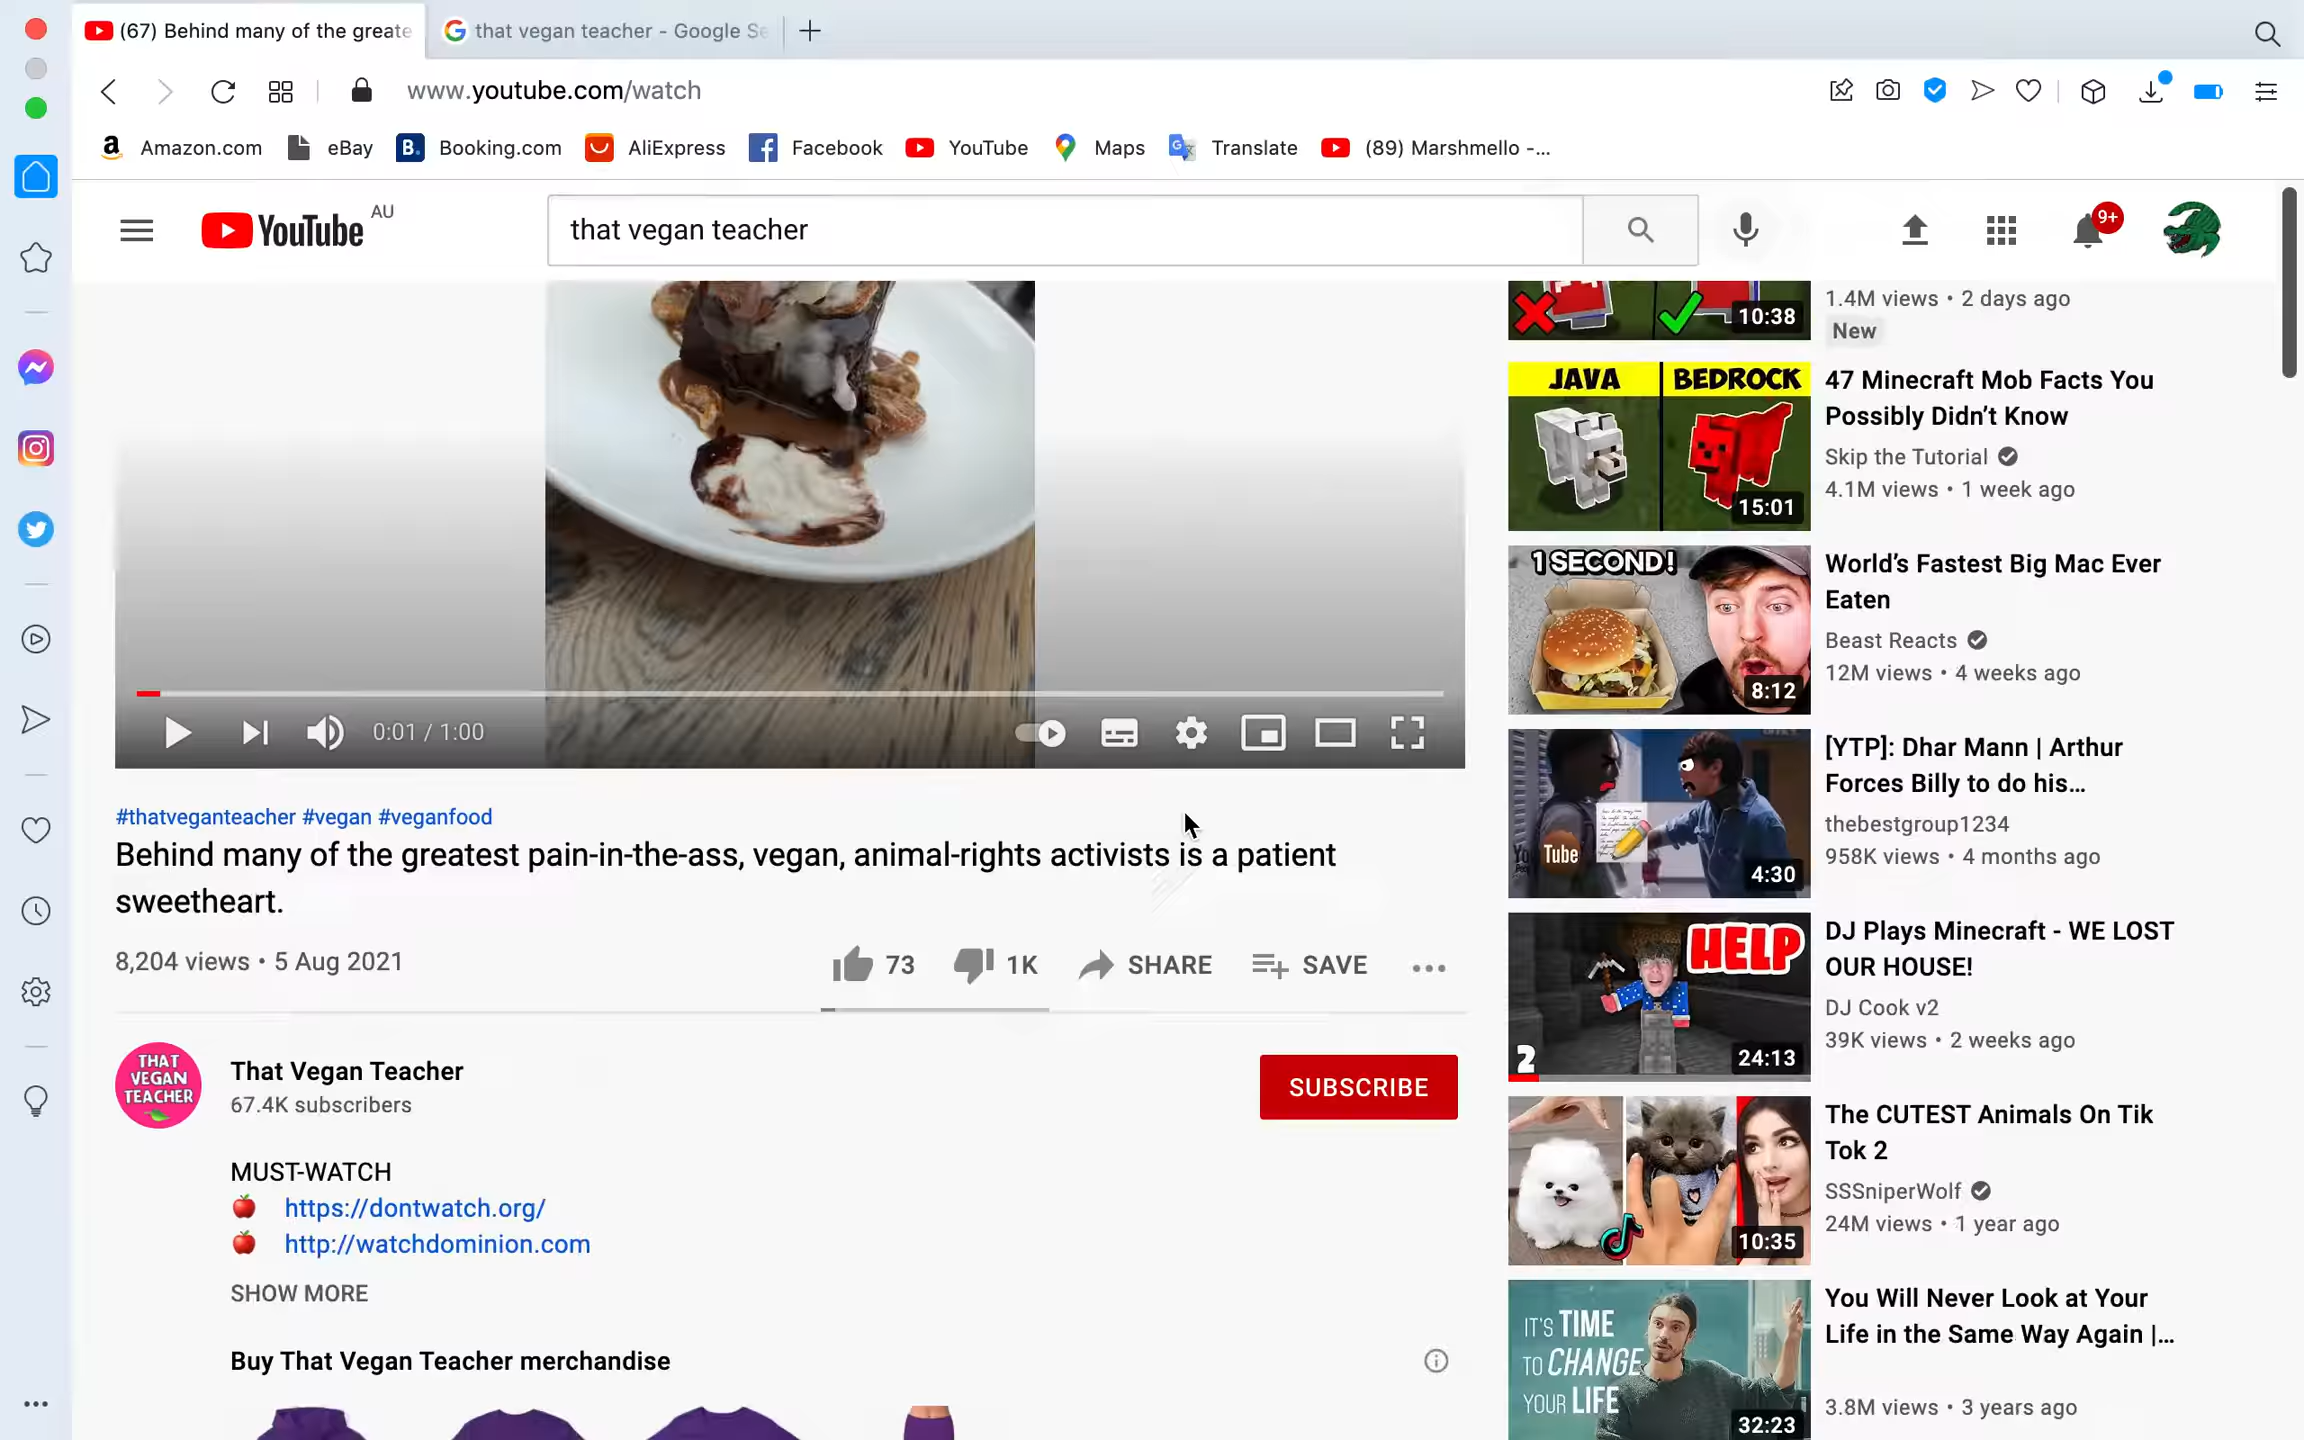 (67) Behind many of the greate
that vegan teacher - Google Se
www.youtube.com/watch
Amazon.com
eBay
Booking.com
AliExpress
Facebook
YouTube
Maps
Translate
(89) Marshmello -...
YouTube AU
that vegan teacher
9+
0:01 / 1:00
#thatveganteacher #vegan #veganfood
Behind many of the greatest pain-in-the-ass, vegan, animal-rights activists is a patient
sweetheart.
8,204 views • 5 Aug 2021
73
1K
SHARE
SAVE
THAT
VEGAN
TEACHER
That Vegan Teacher
67.4K subscribers
SUBSCRIBE
MUST-WATCH
https://dontwatch.org/
http://watchdominion.com
SHOW MORE
Buy That Vegan Teacher merchandise
10:38
1.4M views • 2 days ago
New
JAVA
BEDROCK
15:01
47 Minecraft Mob Facts You
Possibly Didn’t Know
Skip the Tutorial
4.1M views • 1 week ago
1 SECOND!
8:12
World’s Fastest Big Mac Ever
Eaten
Beast Reacts
12M views • 4 weeks ago
You Tube
4:30
[YTP]: Dhar Mann | Arthur
Forces Billy to do his...
thebestgroup1234
958K views • 4 months ago
HELP
2
24:13
DJ Plays Minecraft - WE LOST
OUR HOUSE!
DJ Cook v2
39K views • 2 weeks ago
10:35
The CUTEST Animals On Tik
Tok 2
SSSniperWolf
24M views • 1 year ago
IT'S TIME
TO CHANGE
YOUR LIFE
32:23
You Will Never Look at Your
Life in the Same Way Again |...
3.8M views • 3 years ago